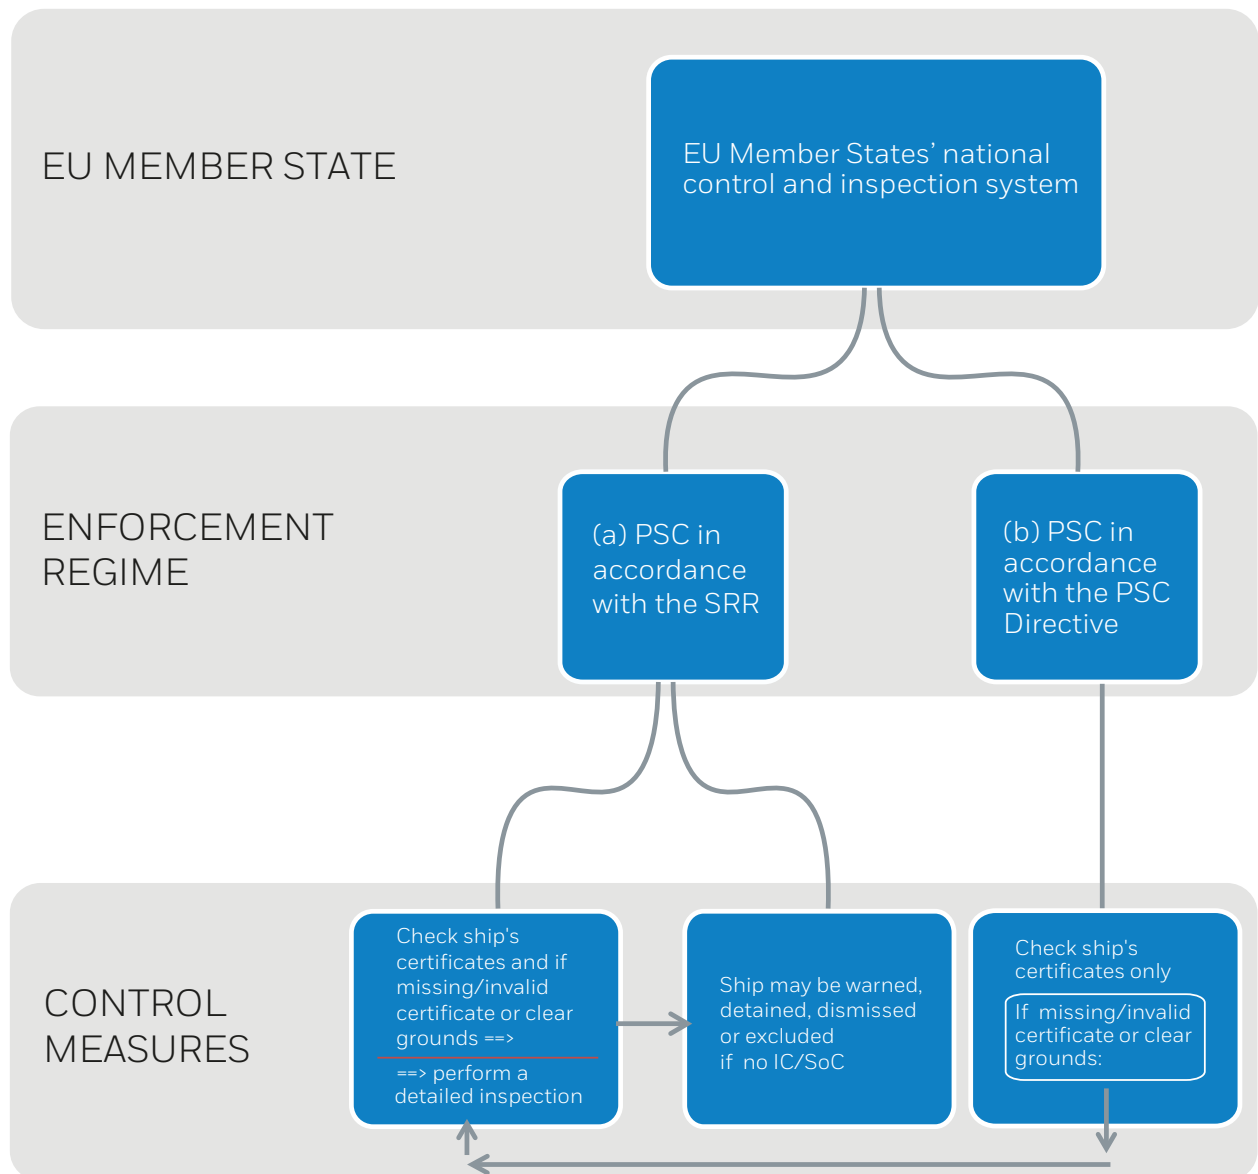 EU MEMBER STATE
EU Member States’ national
control and inspection system
ENFORCEMENT
REGIME
(a) PSC in
accordance
with the SRR
(b) PSC in
accordance
with the PSC
Directive
CONTROL
MEASURES
Check ship's
certificates and if
missing/invalid
certificate or clear
grounds ==>
==> perform a
detailed inspection
Ship may be warned,
detained, dismissed
or excluded
if no IC/SoC
Check ship's
certificates only
If missing/invalid
certificate or clear
grounds: